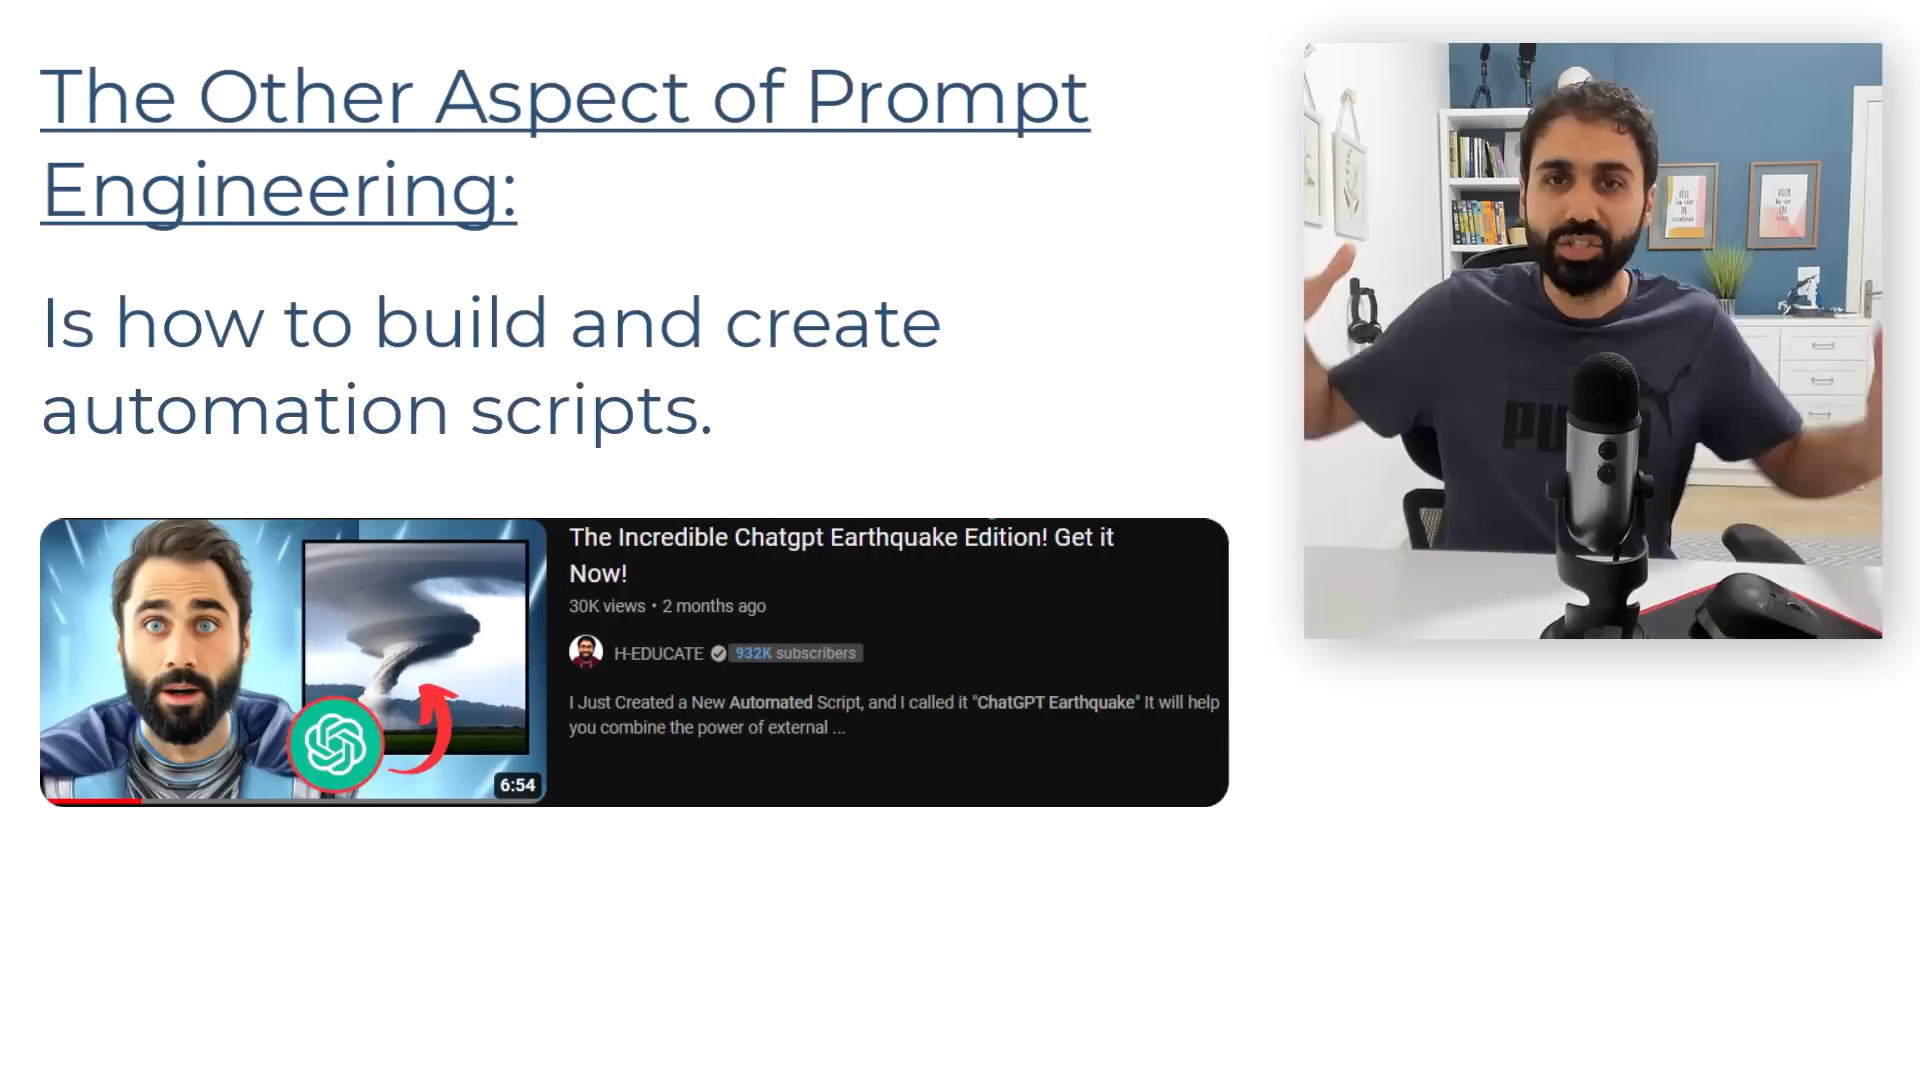 The Other Aspect of Prompt
Engineering:
Is how to build and create
automation scripts.
The Incredible Chatgpt Earthquake Edition! Get it
Now!
30K views • 2 months ago
H-EDUCATE 932K subscribers
I Just Created a New Automated Script, and I called it "ChatGPT Earthquake" It will help
you combine the power of external ...
6:54